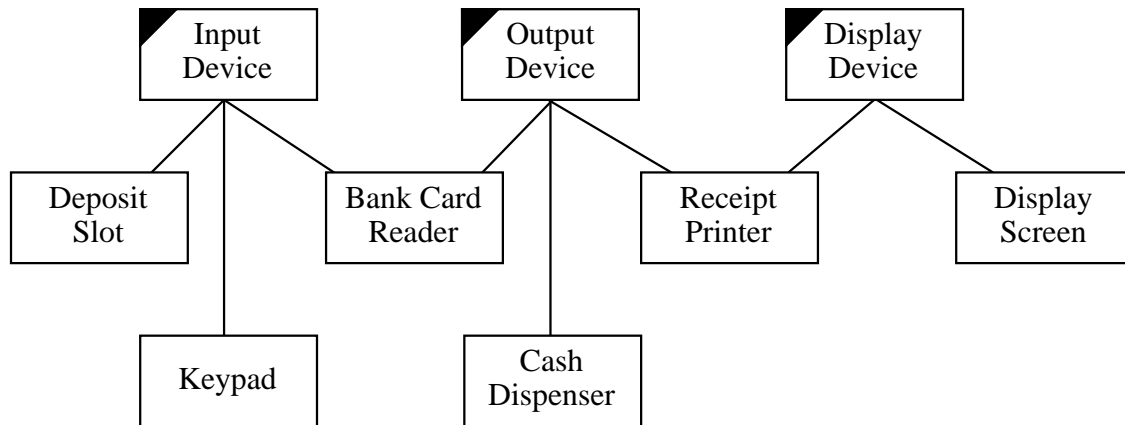 Input
Device
Output
Device
Display
Device
Deposit
Slot
Bank Card
Reader
Receipt
Printer
Display
Screen
Keypad
Cash
Dispenser